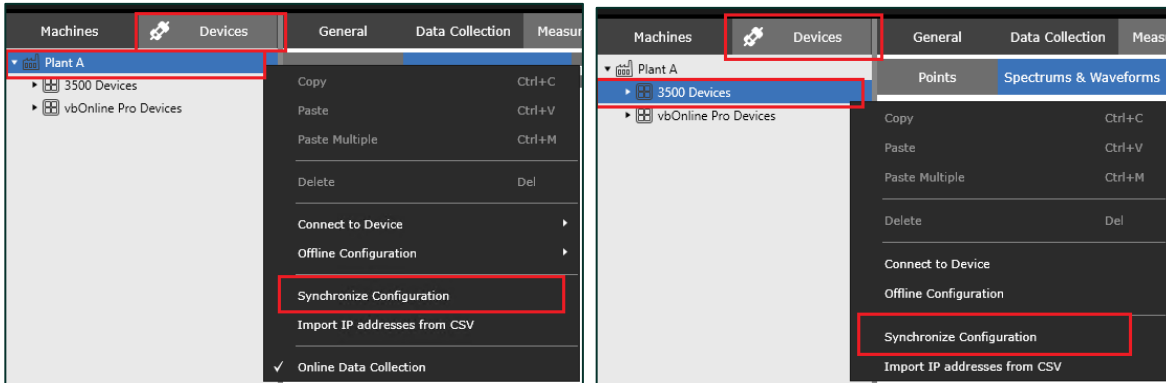 Machines Devices General Data Collection Measur
Plant A
3500 Devices
vbOnline Pro Devices
Copy Ctrl+C
Paste Ctrl+V
Paste Multiple Ctrl+M
Delete Del
Connect to Device
Offline Configuration
Synchronize Configuration
Import IP addresses from CSV
✓ Online Data Collection
Machines Devices General Data Collection Meas
Plant A
3500 Devices
vbOnline Pro Devices
Points Spectrums & Waveforms
Copy Ctrl+C
Paste Ctrl+V
Paste Multiple Ctrl+M
Delete Del
Connect to Device
Offline Configuration
Synchronize Configuration
Import IP addresses from CSV